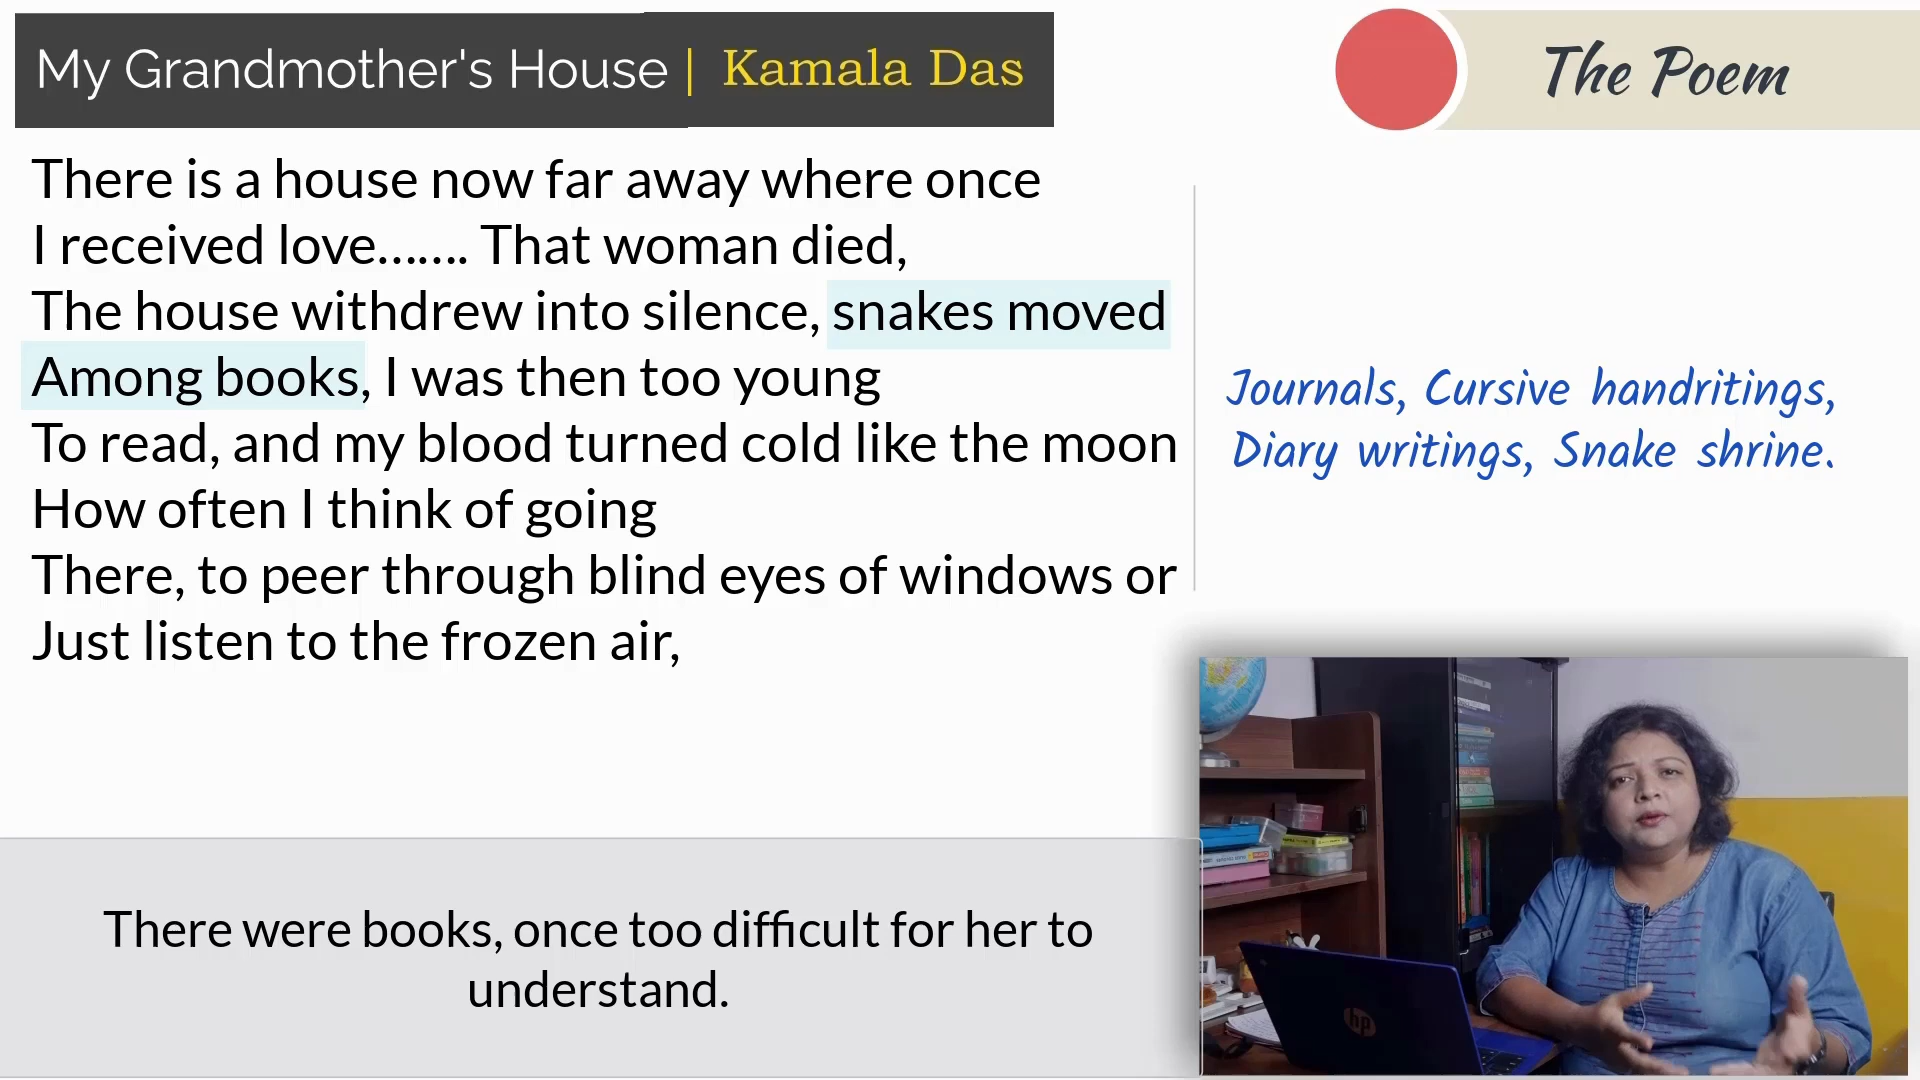 My Grandmother's House | Kamala Das
The Poem
There is a house now far away where once
I received love....... That woman died,
The house withdrew into silence, snakes moved
Among books, I was then too young
To read, and my blood turned cold like the moon
How often I think of going
There, to peer through blind eyes of windows or
Just listen to the frozen air,
Journals, Cursive handritings,
Diary writings, Snake shrine.
There were books, once too difficult for her to
understand.
hp